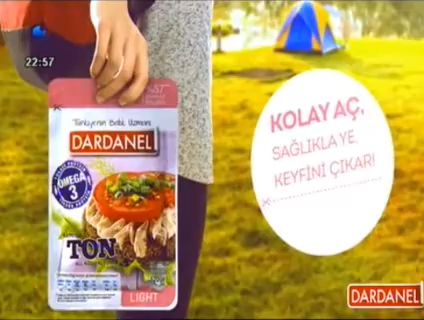 22:57
%57
Türkiye'nin Balık Uzmanı
DARDANEL
OMEGA
3
TON
LIGHT
KOLAY AÇ,
SAĞLIKLA YE,
KEYFİNİ ÇIKAR!
DARDANEL